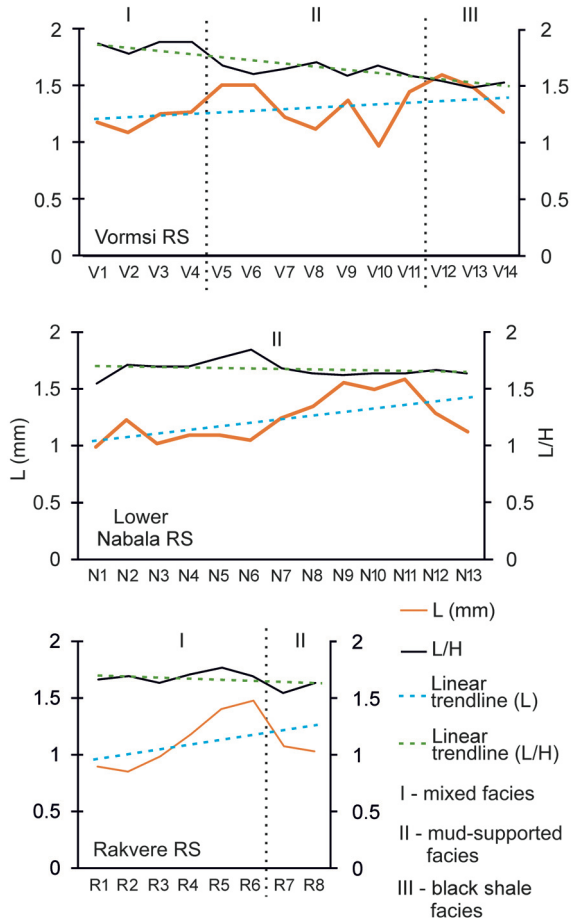 I II III
2 2
1.5 1.5
1 1
0.5 0.5
Vormsi RS
0 0
V1 V2 V3 V4 V5 V6 V7 V8 V9 V10 V11 V12 V13 V14
II
2 2
1.5 1.5
1 1
0.5 0.5
0 0
L (mm)
L/H
Lower
Nabala RS
N1 N2 N3 N4 N5 N6 N7 N8 N9 N10 N11 N12 N13
I II
2 2
1.5 1.5
1 1
0.5 0.5
0 0
Rakvere RS
R1 R2 R3 R4 R5 R6 R7 R8
L (mm)
L/H
Linear
trendline (L)
Linear
trendline (L/H)
I - mixed facies
II - mud-supported
facies
III - black shale
facies